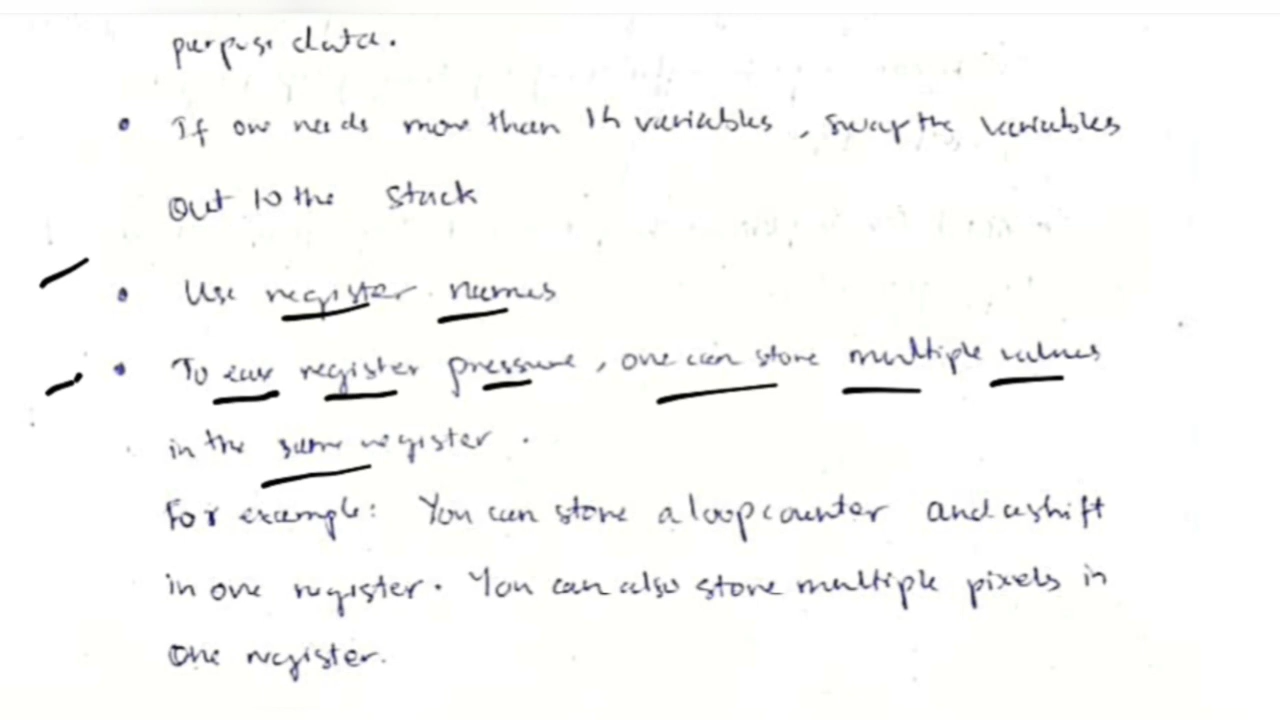 purpose data.
• If one needs more than 14 variables, swap the variables
out to the stack
• Use register names
• To ease register pressure, one can store multiple values
in the same register.
For example: You can store a loop counter and a shift
in one register. You can also store multiple pixels in
one register.